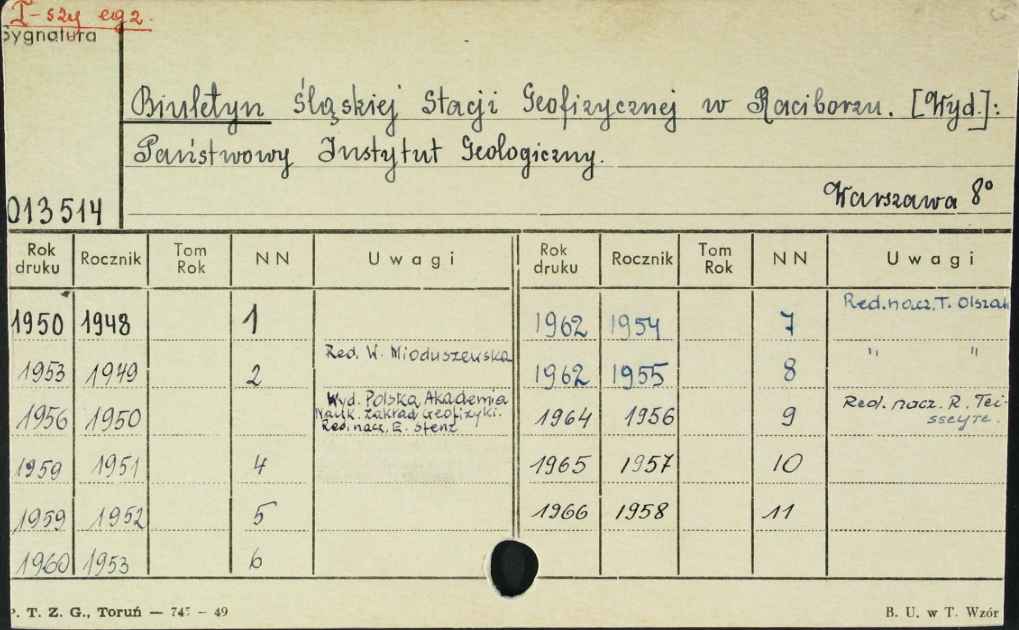 I-szy egz.
Sygnatura
Biuletyn Śląskiej Stacji Geofizycznej w Raciborzu. [Wyd.]:
Państwowy Instytut Geologiczny.
Warszawa 8°
013514
Rok druku Rocznik Tom Rok NN Uwagi Rok druku Rocznik Tom Rok NN Uwagi
1950 1948 1 1962 1954 7 Red. nacz. T. Olszak
1953 1949 2 Red. W. Mioduszewska 1962 1955 8 " "
1956 1950 Wyd. Polska Akademia Nauk. Zakład Geofizyki. Red. nacz. E. Stenz 1964 1956 9 Red. nacz. R. Teisseyre.
1959 1951 4 1965 1957 10
1959 1952 5 1966 1958 11
1960 1953 6
P. T. Z. G., Toruń — 747 – 49
B. U. w T. Wzór